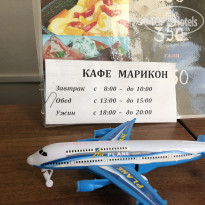 350
КАФЕ МАРИКОН
Завтрак с 8:00 - до 10:00
Обед с 13:00 - до 15:00
Ужин с 18:00 - до 20:00